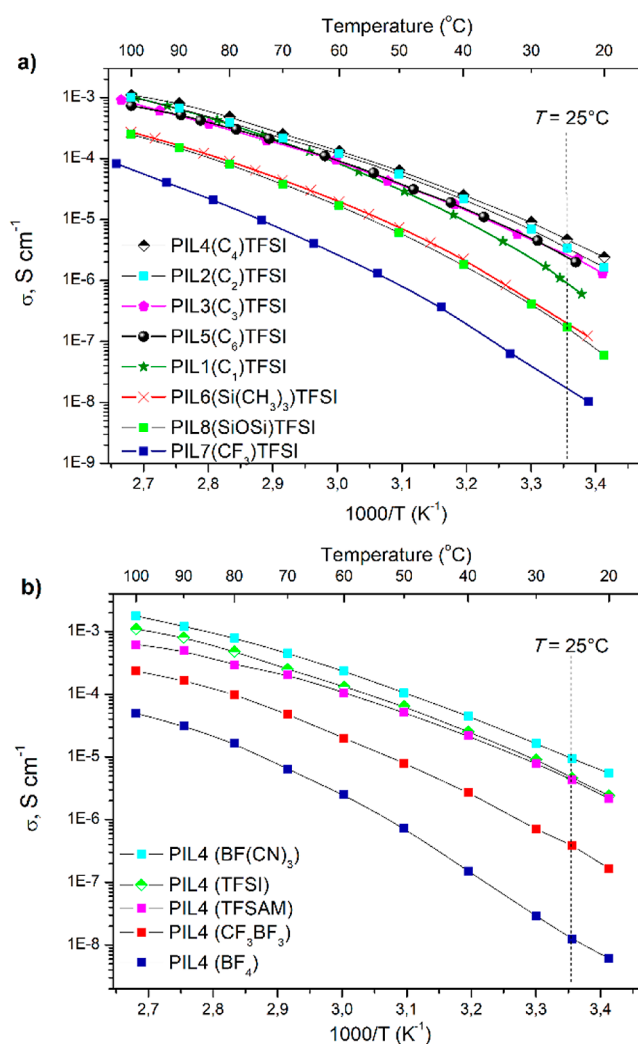 Temperature (°C)
100 90 80 70 60 50 40 30 20
a)
T = 25°C
1E-3
1E-4
1E-5
1E-6
1E-7
1E-8
1E-9
σ, S cm⁻¹
PIL4(C₄)TFSI
PIL2(C₂)TFSI
PIL3(C₃)TFSI
PIL5(C₆)TFSI
PIL1(C₁)TFSI
PIL6(Si(CH₃)₃)TFSI
PIL8(SiOSi)TFSI
PIL7(CF₃)TFSI
2,7 2,8 2,9 3,0 3,1 3,2 3,3 3,4
1000/T (K⁻¹)
Temperature (°C)
b)
100 90 80 70 60 50 40 30 20
T = 25°C
1E-3
1E-4
1E-5
1E-6
1E-7
1E-8
σ, S cm⁻¹
PIL4 (BF(CN)₃)
PIL4 (TFSI)
PIL4 (TFSAM)
PIL4 (CF₃BF₃)
PIL4 (BF₄)
2,7 2,8 2,9 3,0 3,1 3,2 3,3 3,4
1000/T (K⁻¹)